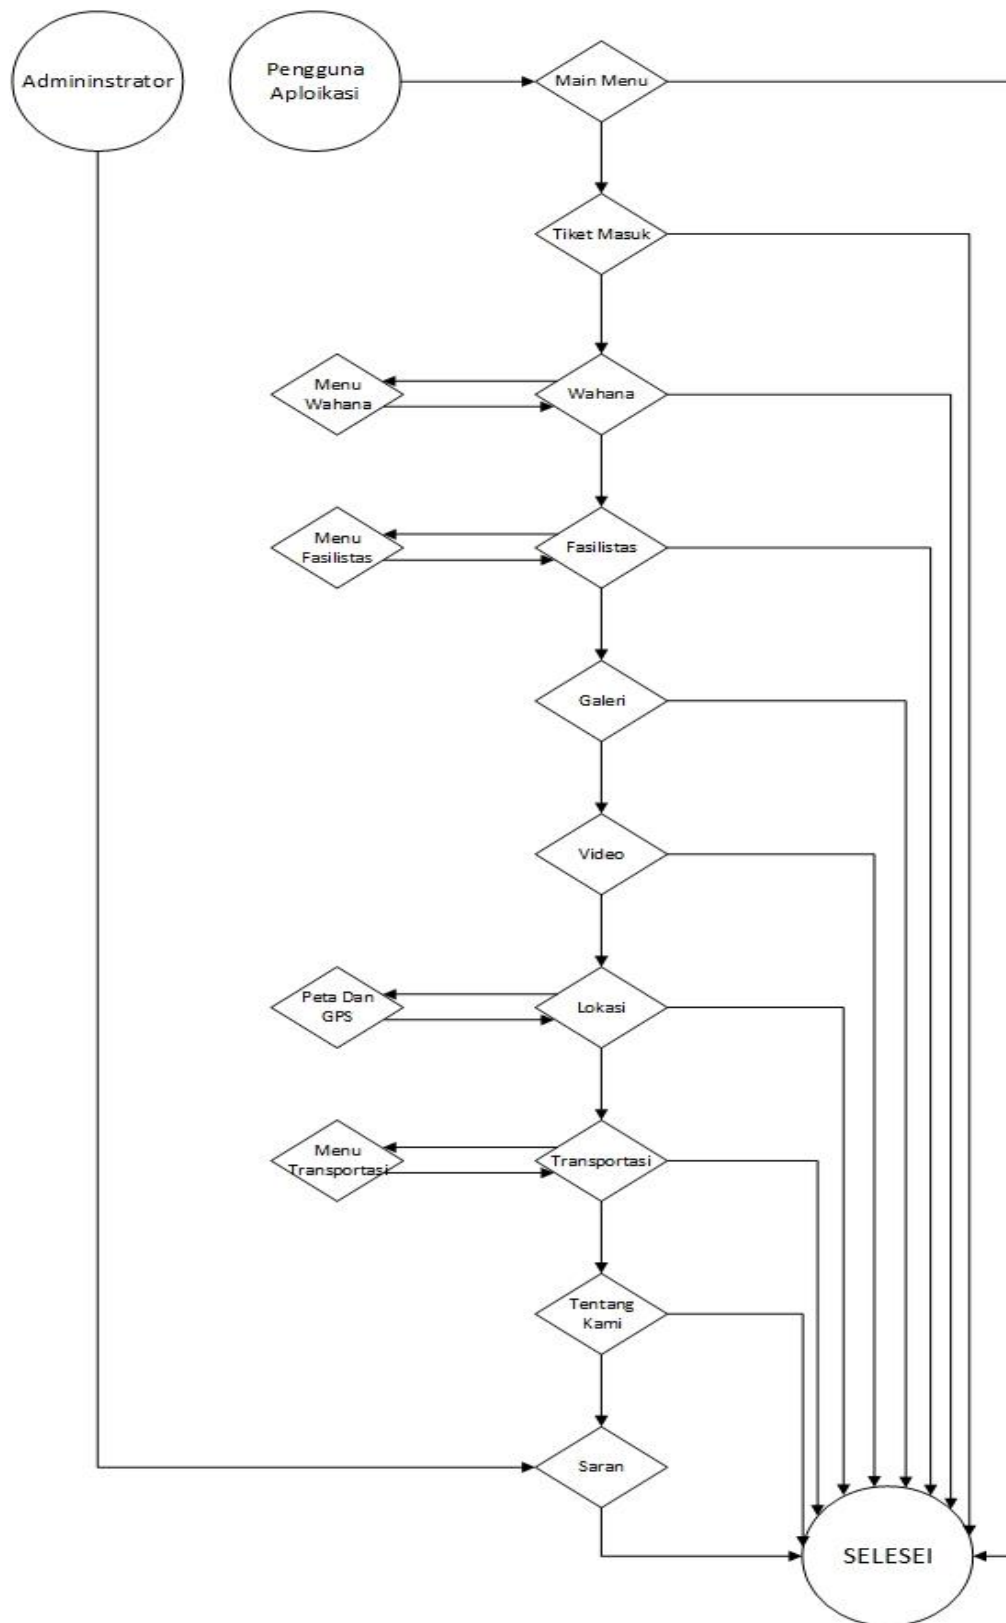 Admininstrator
Pengguna
Aploikasi
Main Menu
Tiket Masuk
Menu
Wahana
Wahana
Menu
Fasilistas
Fasilistas
Galeri
Video
Peta Dan
GPS
Lokasi
Menu
Transportasi
Transportasi
Tentang
Kami
Saran
SELESEI